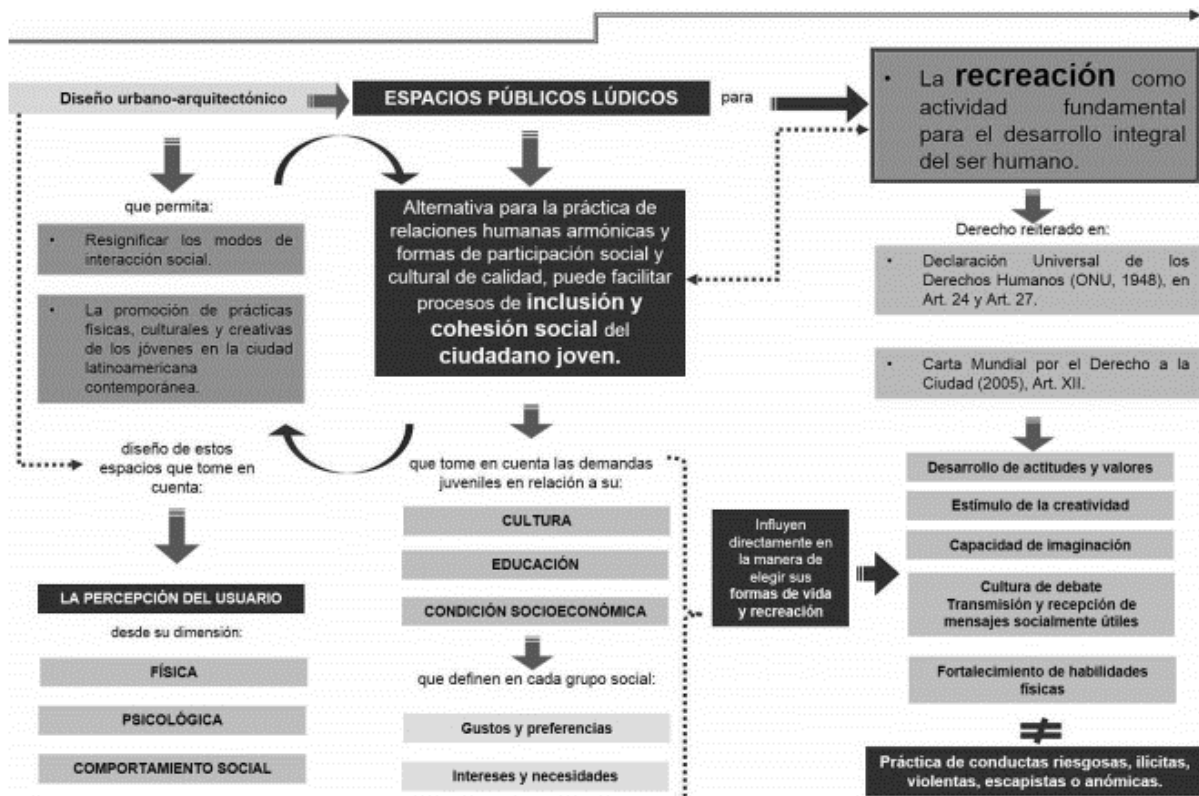 Diseño urbano-arquitectónico
ESPACIOS PÚBLICOS LÚDICOS
para
• La recreación como
actividad fundamental
para el desarrollo integral
del ser humano.
que permita:
• Resignificar los modos de
interacción social.
• La promoción de prácticas
físicas, culturales y creativas
de los jóvenes en la ciudad
latinoamericana
contemporánea.
Alternativa para la práctica de
relaciones humanas armónicas y
formas de participación social y
cultural de calidad, puede facilitar
procesos de inclusión y
cohesión social del
ciudadano joven.
Derecho reiterado en:
• Declaración Universal de los
Derechos Humanos (ONU, 1948), en
Art. 24 y Art. 27.
• Carta Mundial por el Derecho a la
Ciudad (2005), Art. XII.
diseño de estos
espacios que tome en
cuenta:
LA PERCEPCIÓN DEL USUARIO
desde su dimensión:
FÍSICA
PSICOLÓGICA
COMPORTAMIENTO SOCIAL
que tome en cuenta las demandas
juveniles en relación a su:
CULTURA
EDUCACIÓN
CONDICIÓN SOCIOECONÓMICA
que definen en cada grupo social:
Gustos y preferencias
Intereses y necesidades
Influyen
directamente en
la manera de
elegir sus
formas de vida
y recreación
Desarrollo de actitudes y valores
Estímulo de la creatividad
Capacidad de imaginación
Cultura de debate
Transmisión y recepción de
mensajes socialmente útiles
Fortalecimiento de habilidades
físicas
≠
Práctica de conductas riesgosas, ilícitas,
violentas, escapistas o anómicas.